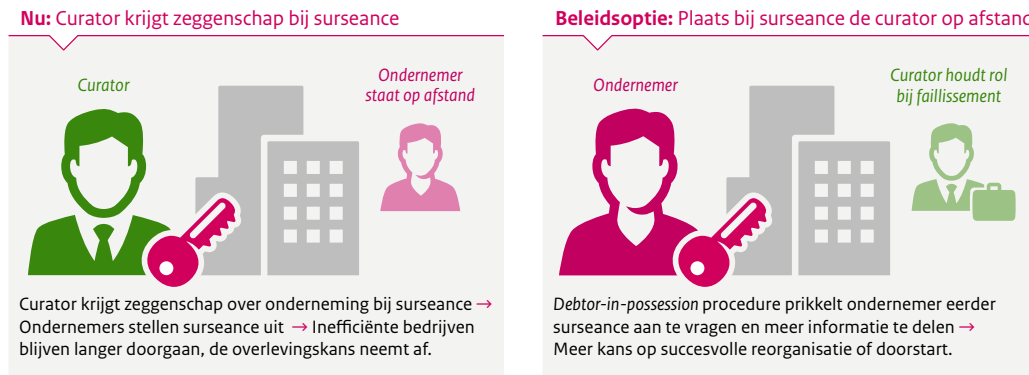 Nu: Curator krijgt zeggenschap bij surseance
Curator
Ondernemer
staat op afstand
Curator krijgt zeggenschap over onderneming bij surseance →
Ondernemers stellen surseance uit → Inefficiënte bedrijven
blijven langer doorgaan, de overlevingskans neemt af.
Beleidsoptie: Plaats bij surseance de curator op afstand
Ondernemer
Curator houdt rol
bij faillissement
Debtor-in-possession procedure prikkelt ondernemer eerder
surseance aan te vragen en meer informatie te delen →
Meer kans op succesvolle reorganisatie of doorstart.